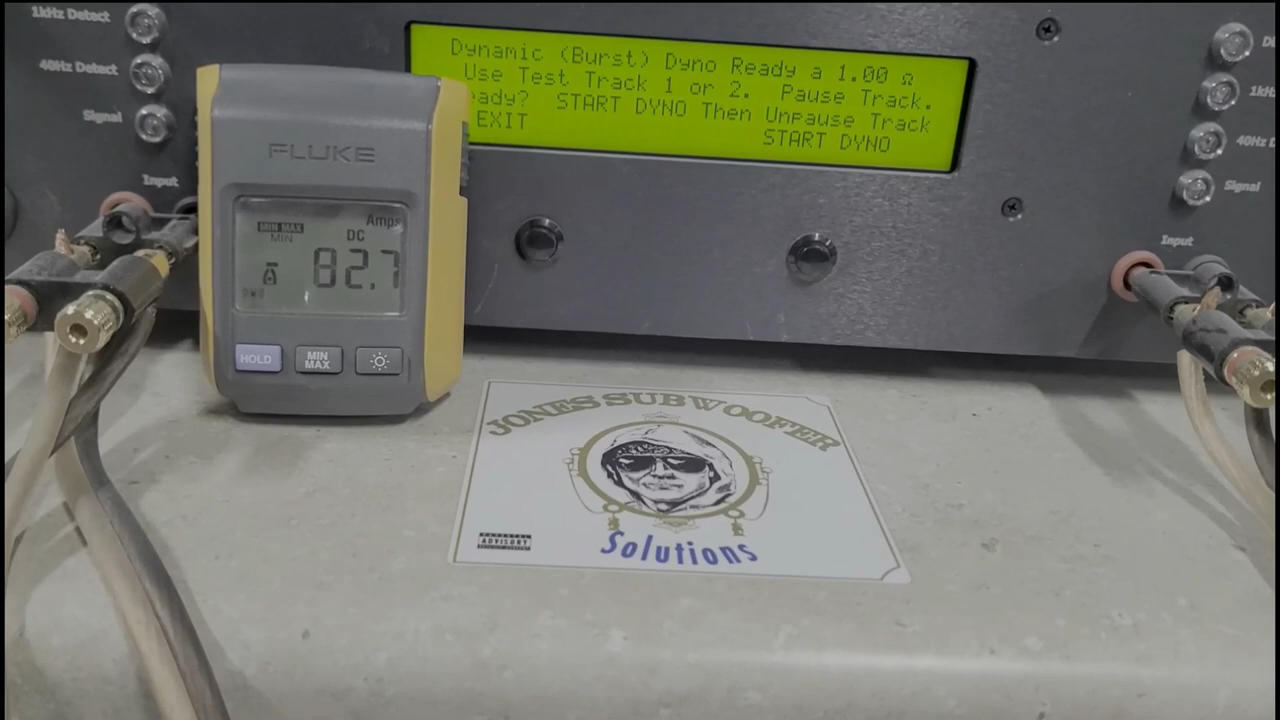 1kHz Detect
40Hz Detect
Signal
Input
Dynamic (Burst) Dyno Ready a 1.00 Ω
Use Test Track 1 or 2. Pause Track.
eady? START DYNO Then Unpause Track
EXIT
START DYNO
FLUKE
MIN MAX
MIN
Amps
DC
82.7
HOLD
MIN
MAX
Signal
Input
JONES SUBWOOFER
PARENTAL
ADVISORY
Solutions